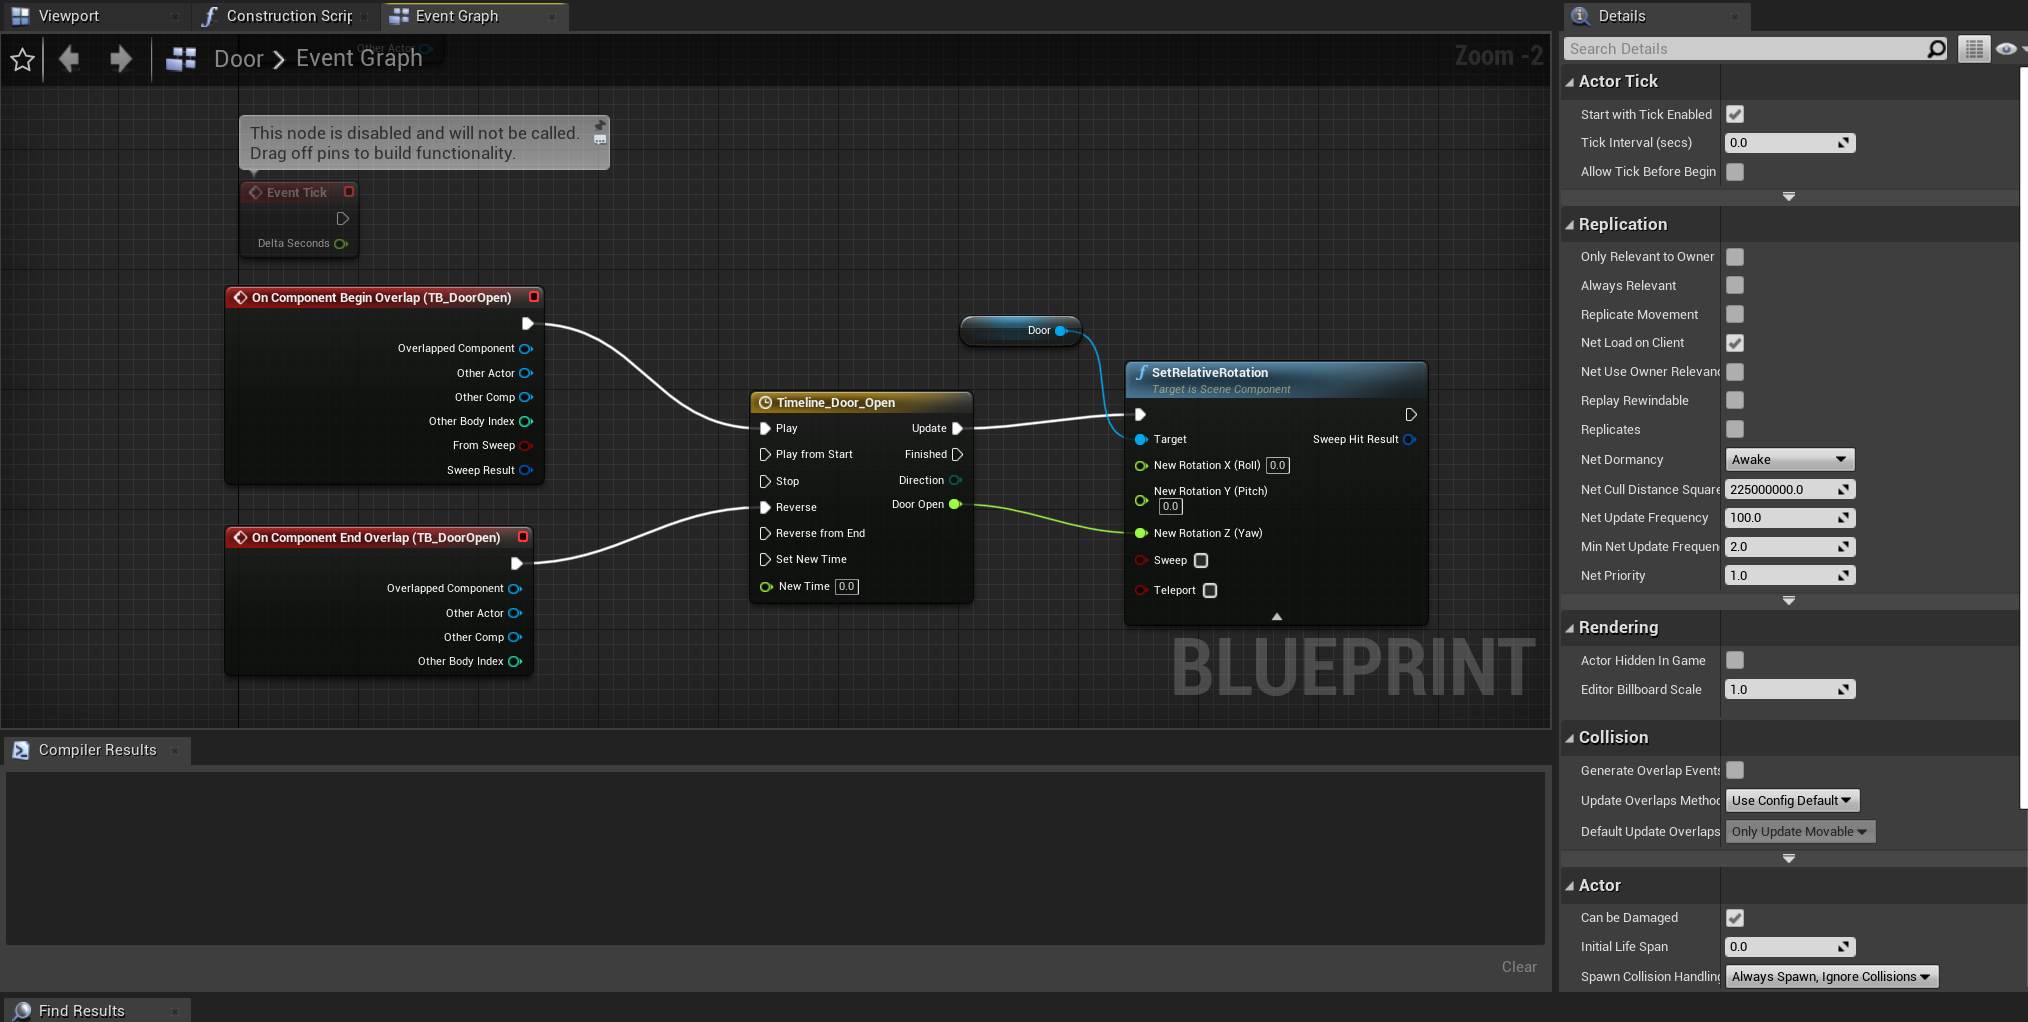 Viewport
Construction Scrip
Event Graph
Details
Other Actor
Door > Event Graph
Zoom -2
Search Details
This node is disabled and will not be called.
Drag off pins to build functionality.
Event Tick
Delta Seconds
On Component Begin Overlap (TB_DoorOpen)
Overlapped Component
Other Actor
Other Comp
Other Body Index
From Sweep
Sweep Result
On Component End Overlap (TB_DoorOpen)
Overlapped Component
Other Actor
Other Comp
Other Body Index
Timeline_Door_Open
Play
Update
Play from Start
Finished
Stop
Direction
Reverse
Door Open
Reverse from End
Set New Time
New Time 0.0
Door
SetRelativeRotation
Target is Scene Component
Target
Sweep Hit Result
New Rotation X (Roll) 0.0
New Rotation Y (Pitch)
0.0
New Rotation Z (Yaw)
Sweep
Teleport
BLUEPRINT
Compiler Results
Clear
Find Results
Actor Tick
Start with Tick Enabled
Tick Interval (secs) 0.0
Allow Tick Before Begin
Replication
Only Relevant to Owner
Always Relevant
Replicate Movement
Net Load on Client
Net Use Owner Relevanc
Replay Rewindable
Replicates
Net Dormancy Awake
Net Cull Distance Square 225000000.0
Net Update Frequency 100.0
Min Net Update Frequen 2.0
Net Priority 1.0
Rendering
Actor Hidden In Game
Editor Billboard Scale 1.0
Collision
Generate Overlap Events
Update Overlaps Methoc Use Config Default
Default Update Overlaps Only Update Movable
Actor
Can be Damaged
Initial Life Span 0.0
Spawn Collision Handling Always Spawn, Ignore Collisions